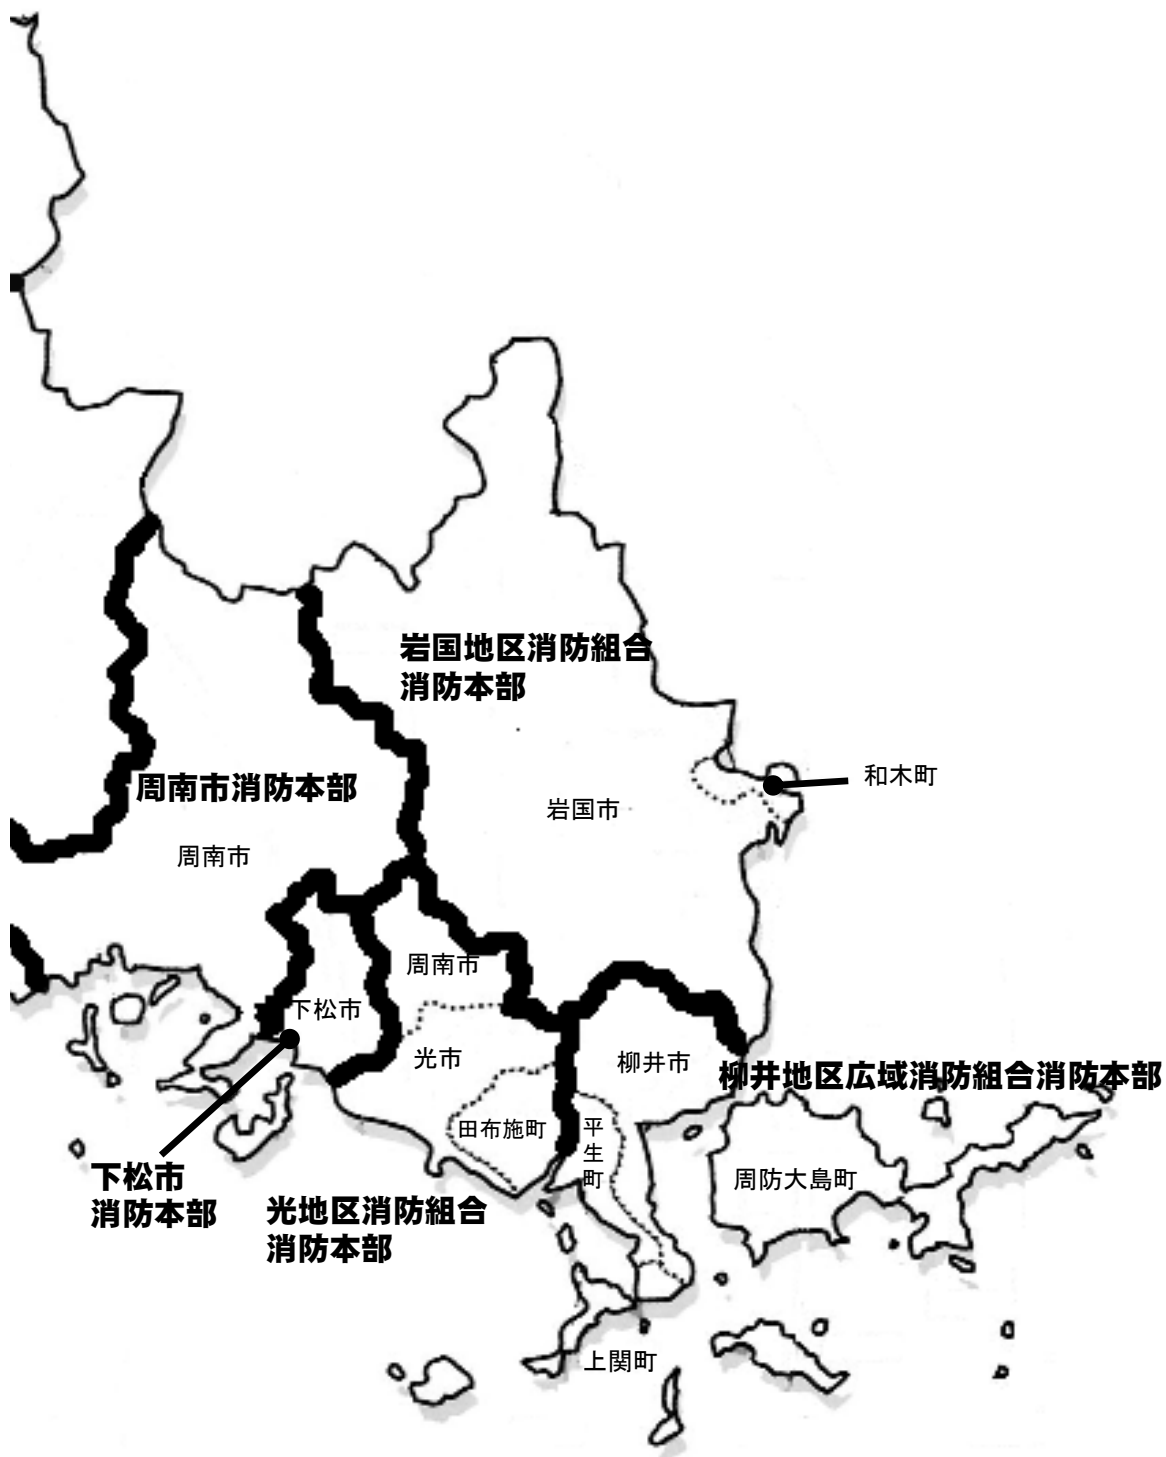 岩国地区消防組合
消防本部
周南市消防本部
和木町
岩国市
周南市
周南市
下松市
光市
柳井市
柳井地区広域消防組合消防本部
田布施町
平生町
周防大島町
下松市
消防本部
光地区消防組合
消防本部
上関町